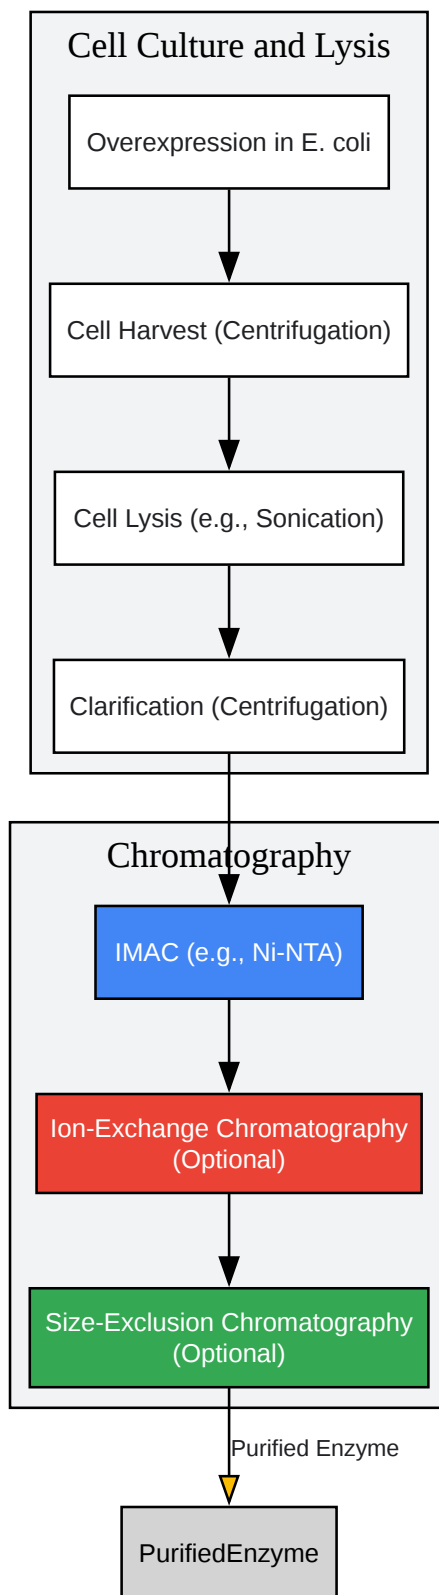 Cell Culture and Lysis
Overexpression in E. coli
Cell Harvest (Centrifugation)
Cell Lysis (e.g., Sonication)
Clarification (Centrifugation)
Chromatography
IMAC (e.g., Ni-NTA)
Ion-Exchange Chromatography
(Optional)
Size-Exclusion Chromatography
(Optional)
Purified Enzyme
PurifiedEnzyme